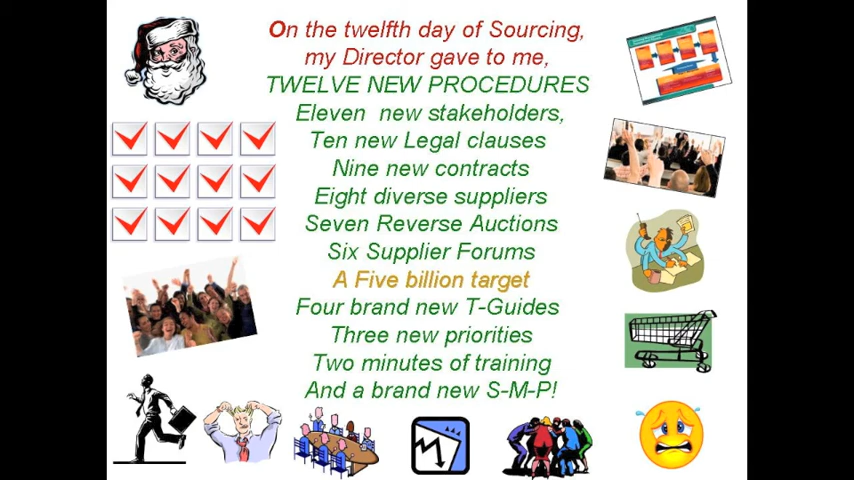 On the twelfth day of Sourcing,
my Director gave to me,
TWELVE NEW PROCEDURES
Eleven new stakeholders,
Ten new Legal clauses
Nine new contracts
Eight diverse suppliers
Seven Reverse Auctions
Six Supplier Forums
A Five billion target
Four brand new T-Guides
Three new priorities
Two minutes of training
And a brand new S-M-P!